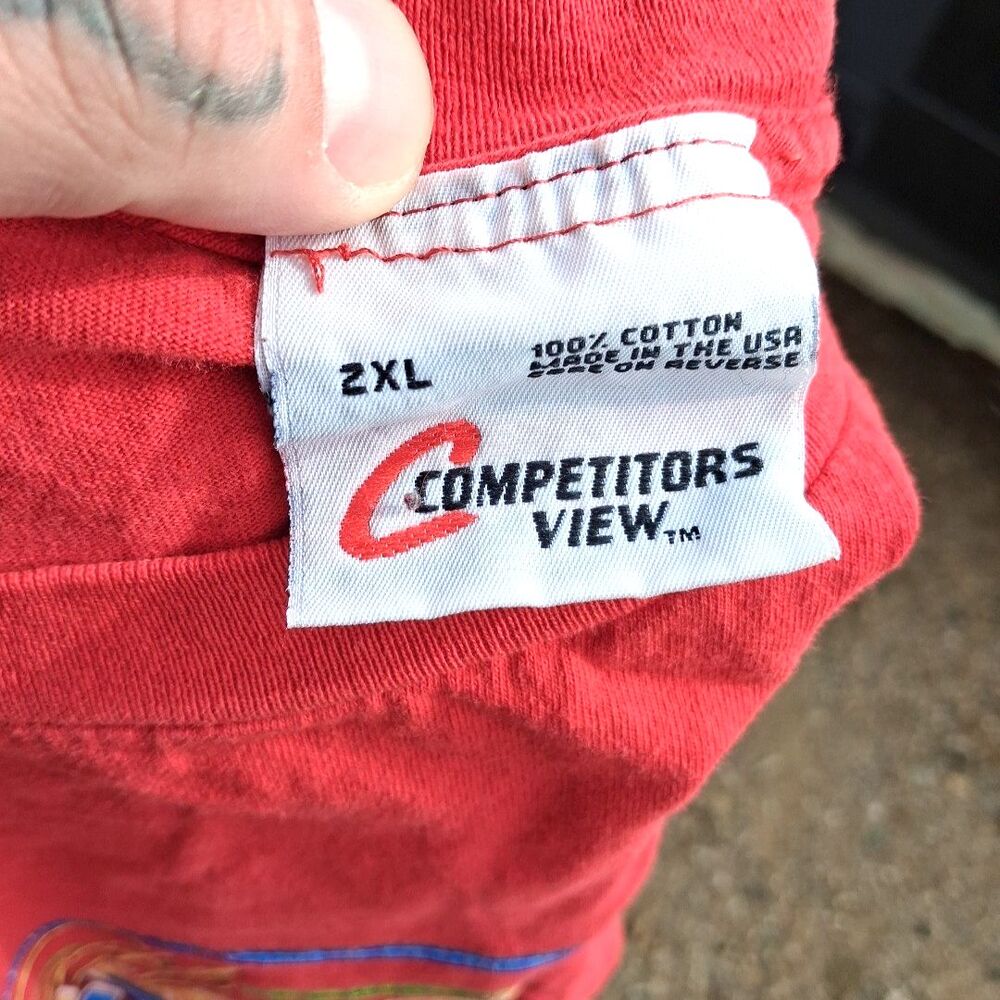 2XL
100% COTTON
MADE IN THE USA
CARE ON REVERSE
COMPETITORS
VIEW™